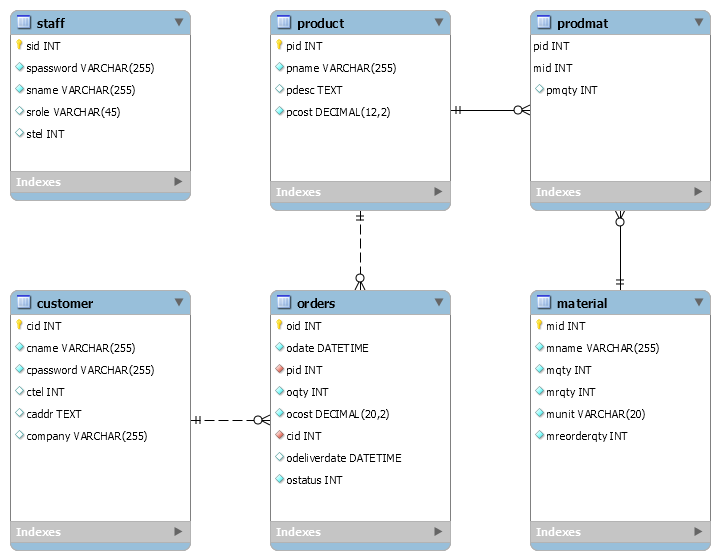 staff
sid INT
spassword VARCHAR(255)
sname VARCHAR(255)
srole VARCHAR(45)
stel INT
Indexes
product
pid INT
pname VARCHAR(255)
pdesc TEXT
pcost DECIMAL(12,2)
Indexes
prodmat
pid INT
mid INT
pmqty INT
Indexes
customer
cid INT
cname VARCHAR(255)
cpassword VARCHAR(255)
ctel INT
caddr TEXT
company VARCHAR(255)
Indexes
orders
oid INT
odate DATETIME
pid INT
oqty INT
ocost DECIMAL(20,2)
cid INT
odeliverdate DATETIME
ostatus INT
Indexes
material
mid INT
mname VARCHAR(255)
mqty INT
mrqty INT
munit VARCHAR(20)
mreorderqty INT
Indexes